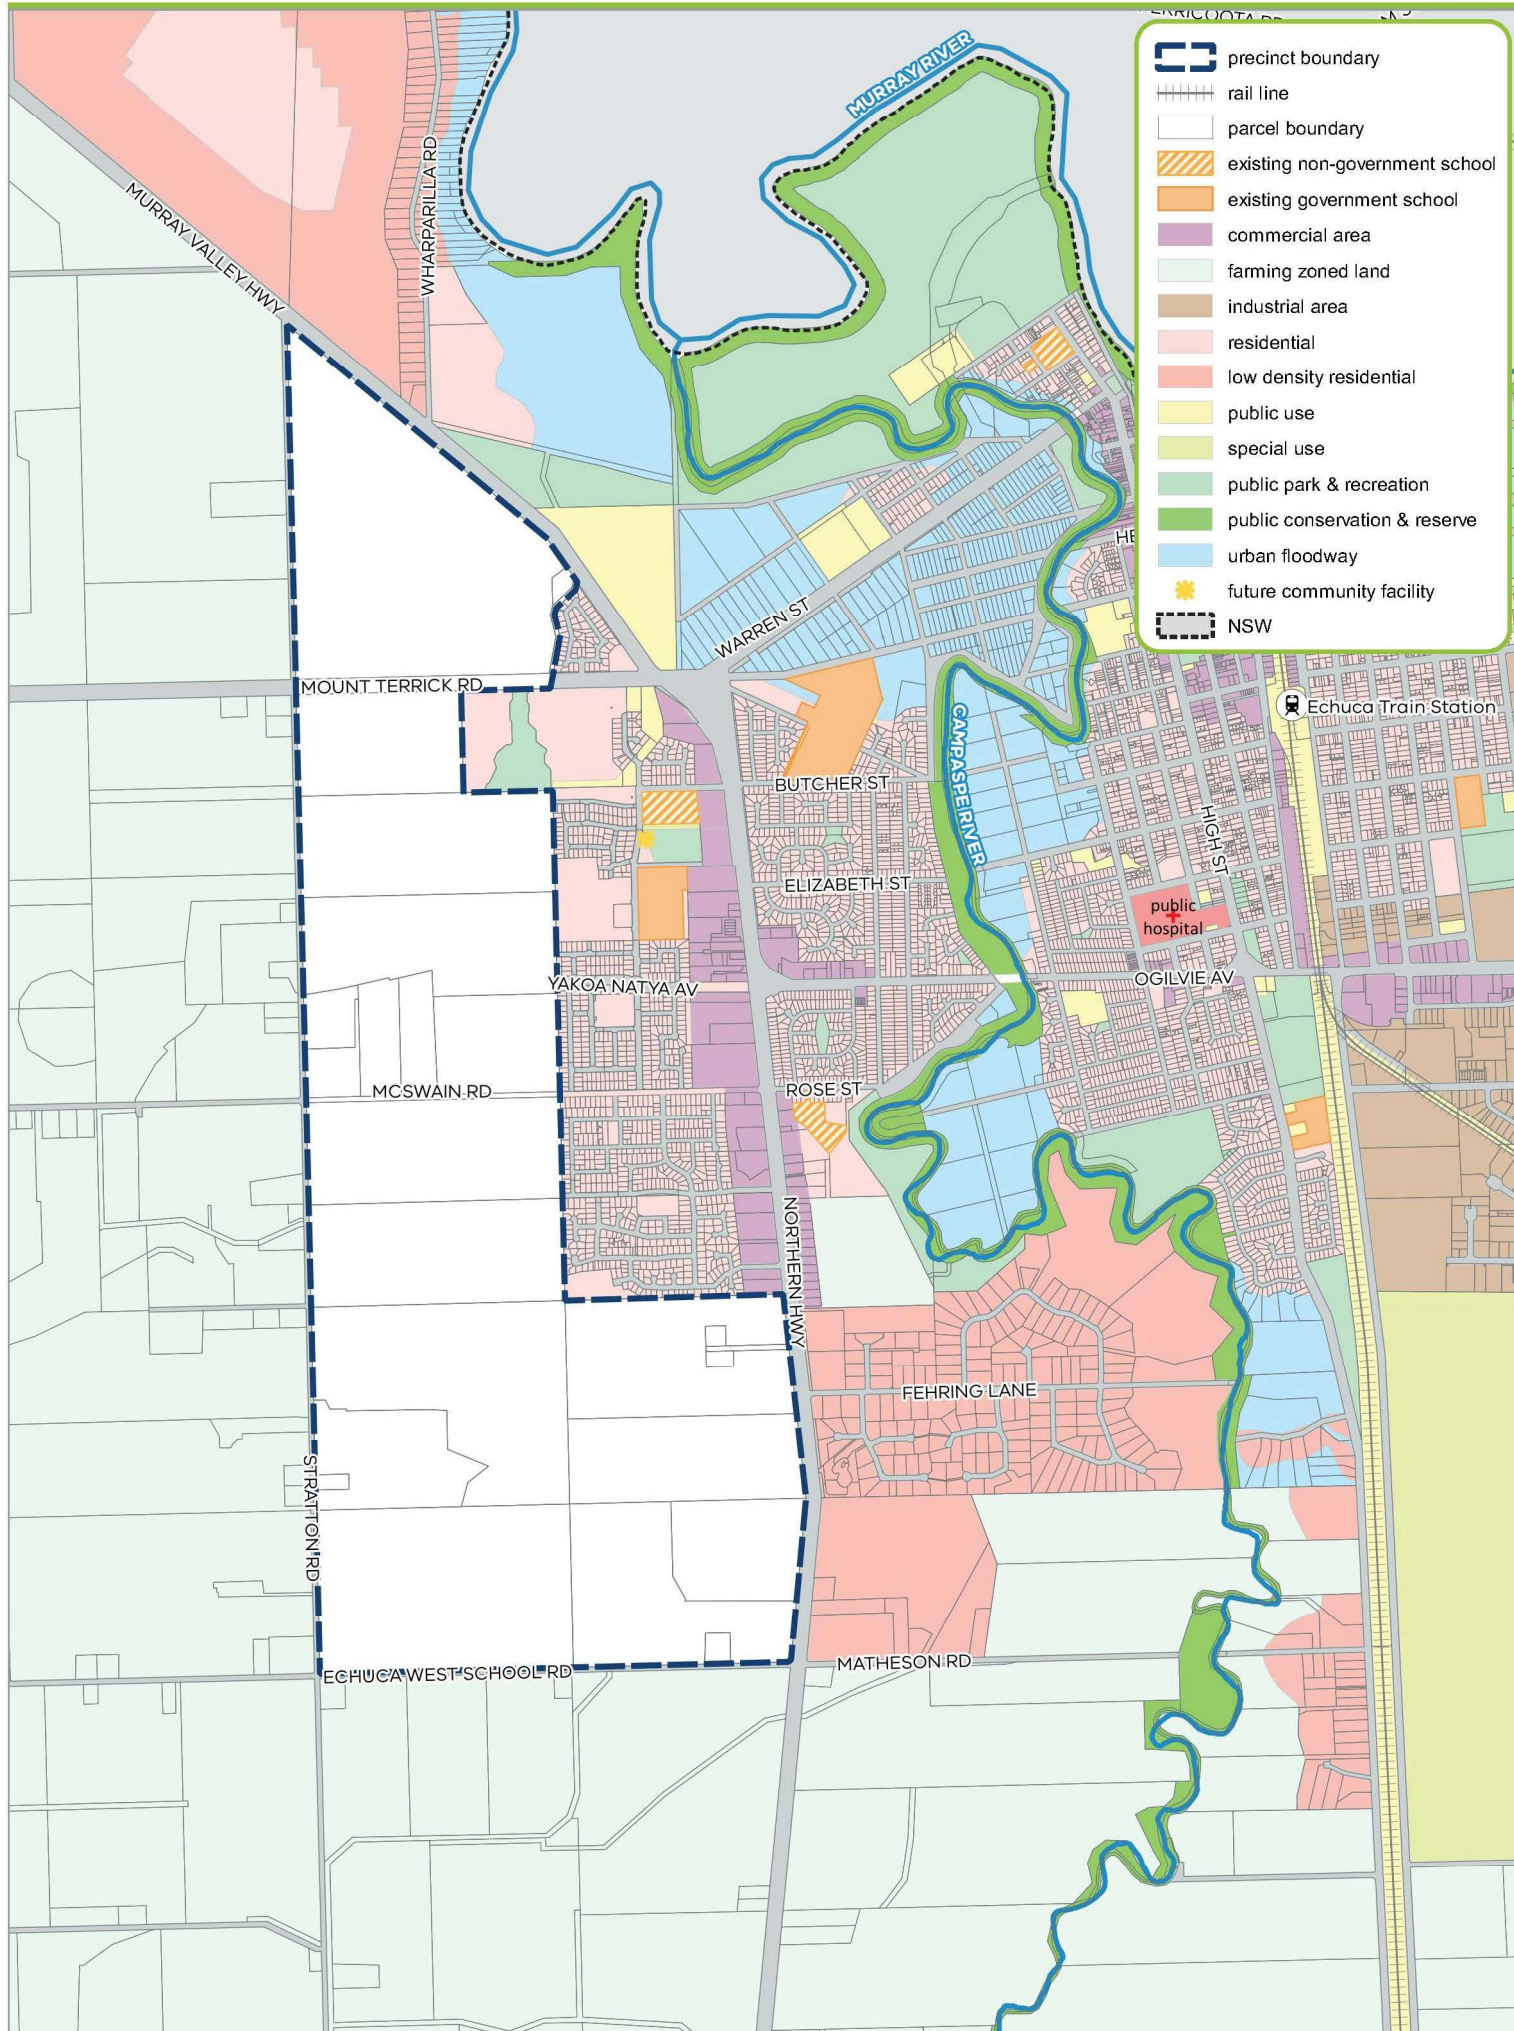 PERRICOOTA RD
precinct boundary
rail line
parcel boundary
existing non-government school
existing government school
commercial area
farming zoned land
industrial area
residential
low density residential
public use
special use
public park & recreation
public conservation & reserve
urban floodway
future community facility
NSW
MURRAY RIVER
WHARPARILLA RD
MURRAY VALLEY HWY
HE
WARREN ST
MOUNT TERRICK RD
Echuca Train Station
CAMPASPE RIVER
BUTCHER ST
HIGH ST
ELIZABETH ST
public
hospital
YAKOA NATYA AV
OGILVIE AV
MCSWAIN RD
ROSE ST
NORTHERN HWY
FEHRING LANE
STRATTON RD
ECHUCA WEST SCHOOL RD
MATHESON RD